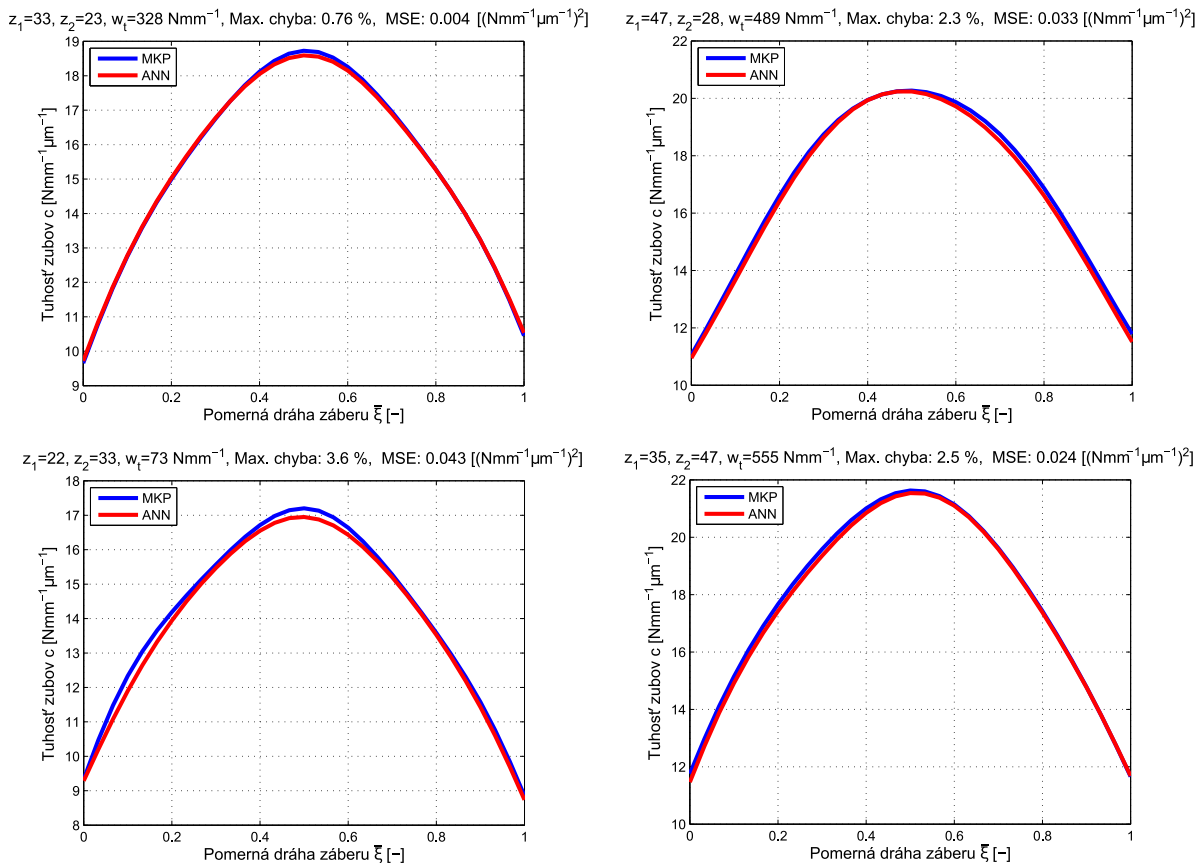 z₁=33, z₂=23, wₜ=328 Nmm⁻¹, Max. chyba: 0.76 %, MSE: 0.004 [(Nmm⁻¹µm⁻¹)²]
19
18
17
16
15
14
13
12
11
10
9
0 0.2 0.4 0.6 0.8 1
Tuhosť zubov c [Nmm⁻¹µm⁻¹]
Pomerná dráha záberu ξ̅ [−]
MKP
ANN
z₁=47, z₂=28, wₜ=489 Nmm⁻¹, Max. chyba: 2.3 %, MSE: 0.033 [(Nmm⁻¹µm⁻¹)²]
22
20
18
16
14
12
10
0 0.2 0.4 0.6 0.8 1
Tuhosť zubov c [Nmm⁻¹µm⁻¹]
Pomerná dráha záberu ξ̅ [−]
MKP
ANN
z₁=22, z₂=33, wₜ=73 Nmm⁻¹, Max. chyba: 3.6 %, MSE: 0.043 [(Nmm⁻¹µm⁻¹)²]
18
17
16
15
14
13
12
11
10
9
8
0 0.2 0.4 0.6 0.8 1
Tuhosť zubov c [Nmm⁻¹µm⁻¹]
Pomerná dráha záberu ξ̅ [−]
MKP
ANN
z₁=35, z₂=47, wₜ=555 Nmm⁻¹, Max. chyba: 2.5 %, MSE: 0.024 [(Nmm⁻¹µm⁻¹)²]
22
20
18
16
14
12
10
0 0.2 0.4 0.6 0.8 1
Tuhosť zubov c [Nmm⁻¹µm⁻¹]
Pomerná dráha záberu ξ̅ [−]
MKP
ANN